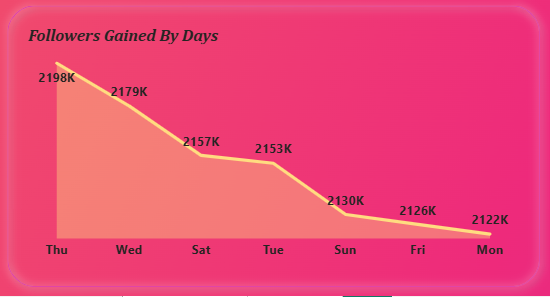 Followers Gained By Days
2198K
2179K
2157K
2153K
2130K
2126K
2122K
Thu Wed Sat Tue Sun Fri Mon